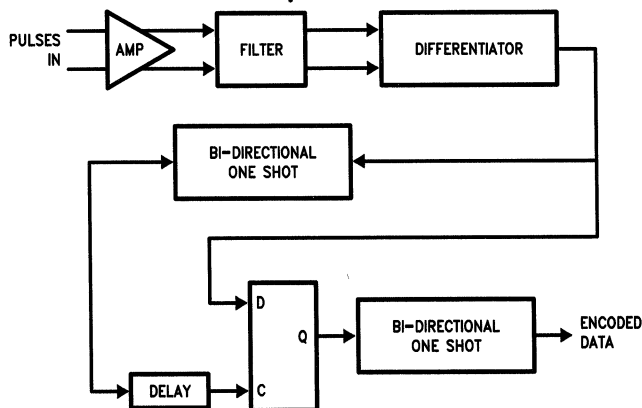 PULSES
IN
AMP
FILTER
DIFFERENTIATOR
BI-DIRECTIONAL
ONE SHOT
D
Q
C
BI-DIRECTIONAL
ONE SHOT
ENCODED
DATA
DELAY